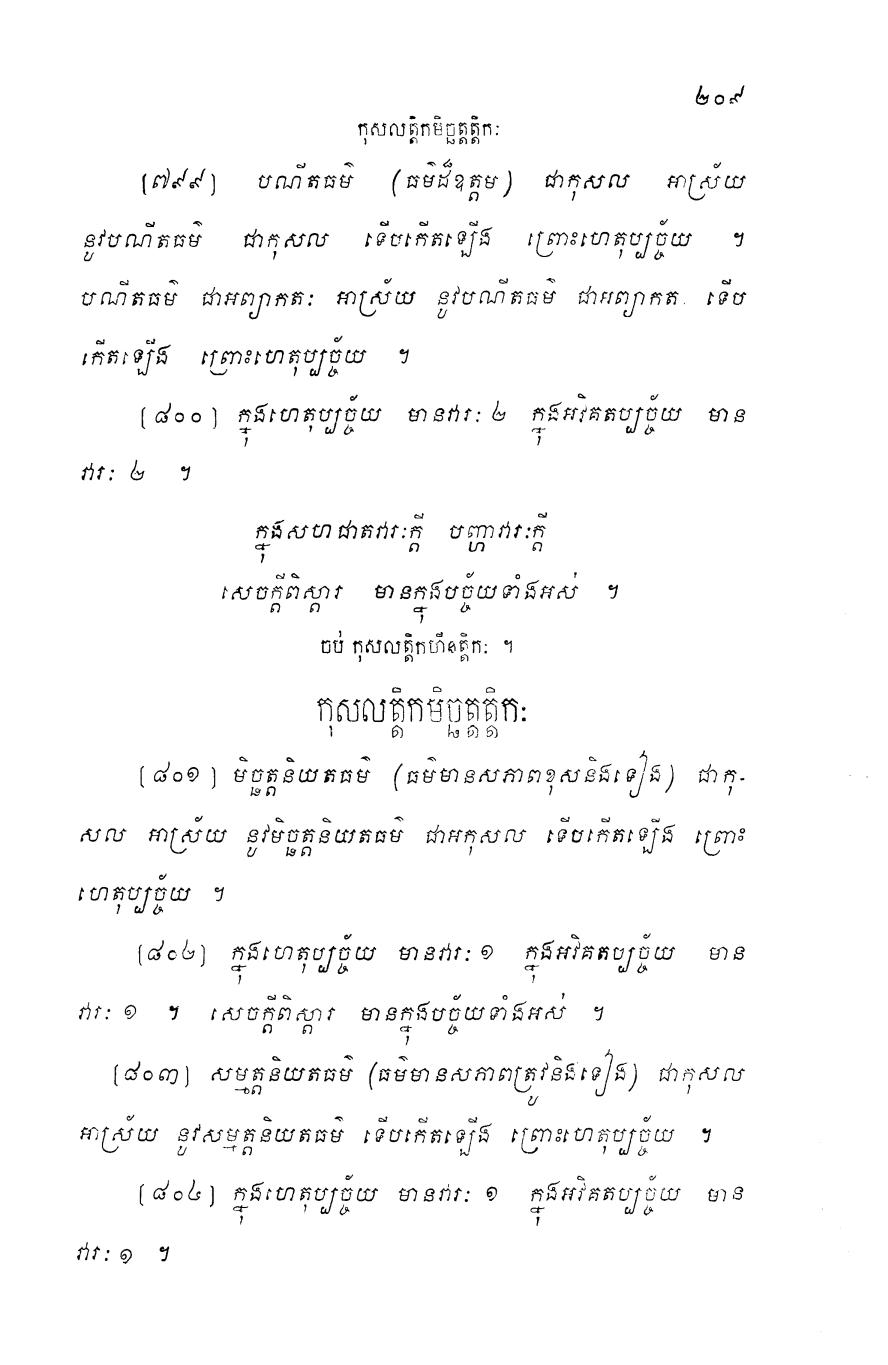 ២០៩
កុសលត្តិកមិច្ឆត្តត្តិកៈ
[៧៩៩] បណីតធម៌ (ធម៌ដ៏ឧត្តម) ជាកុសល អាស្រ័យ
នូវបណីតធម៌ ជាកុសល ទើបកើតឡើង ព្រោះហេតុប្បច្ច័យ ។
បណីតធម៌ ជាអព្យាកតៈ អាស្រ័យ នូវបណីតធម៌ ជាអព្យាកត. ទើប
កើតឡើង ព្រោះហេតុប្បច្ច័យ ។
[៨០០] ក្នុងហេតុប្បច្ច័យ មានវារៈ ២ ក្នុងអវិគតប្បច្ច័យ មាន
វារៈ ២ ។
ក្នុងសហជាតវារៈក្តី បញ្ហាវារៈក្តី
សេចក្តីពិស្តារ មានក្នុងបច្ច័យទាំងអស់ ។
ចប់ កុសលត្តិកហីនត្តិកៈ ។
កុសលត្តិកមិច្ឆត្តត្តិកៈ
[៨០១] មិច្ឆត្តនិយតធម៌ (ធម៌មានសភាពខុសនិងទៀង) ជាកុ-
សល អាស្រ័យ នូវមិច្ឆត្តនិយតធម៌ ជាអកុសល ទើបកើតឡើង ព្រោះ
ហេតុប្បច្ច័យ ។
[៨០២] ក្នុងហេតុប្បច្ច័យ មានវារៈ ១ ក្នុងអវិគតប្បច្ច័យ មាន
វារៈ ១ ។ សេចក្តីពិស្តារ មានក្នុងបច្ច័យទាំងអស់ ។
[៨០៣] សម្មត្តនិយតធម៌ (ធម៌មានសភាពត្រូវនិងទៀង) ជាកុសល
អាស្រ័យ នូវសម្មត្តនិយតធម៌ ទើបកើតឡើង ព្រោះហេតុប្បច្ច័យ ។
[៨០៤] ក្នុងហេតុប្បច្ច័យ មានវារៈ ១ ក្នុងអវិគតប្បច្ច័យ មាន
វារៈ ១ ។